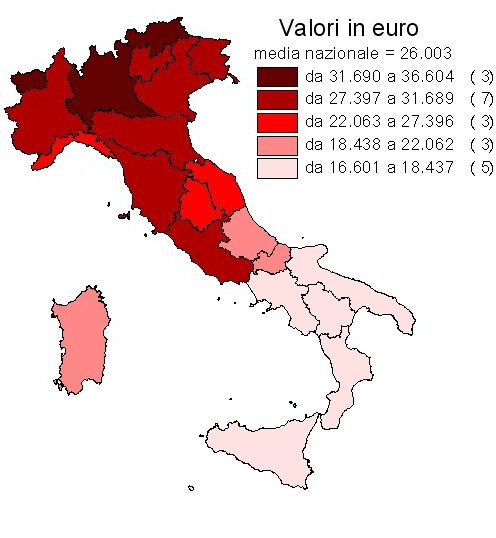 Valori in euro
media nazionale = 26.003
da 31.690 a 36.604 ( 3)
da 27.397 a 31.689 ( 7)
da 22.063 a 27.396 ( 3)
da 18.438 a 22.062 ( 3)
da 16.601 a 18.437 ( 5)